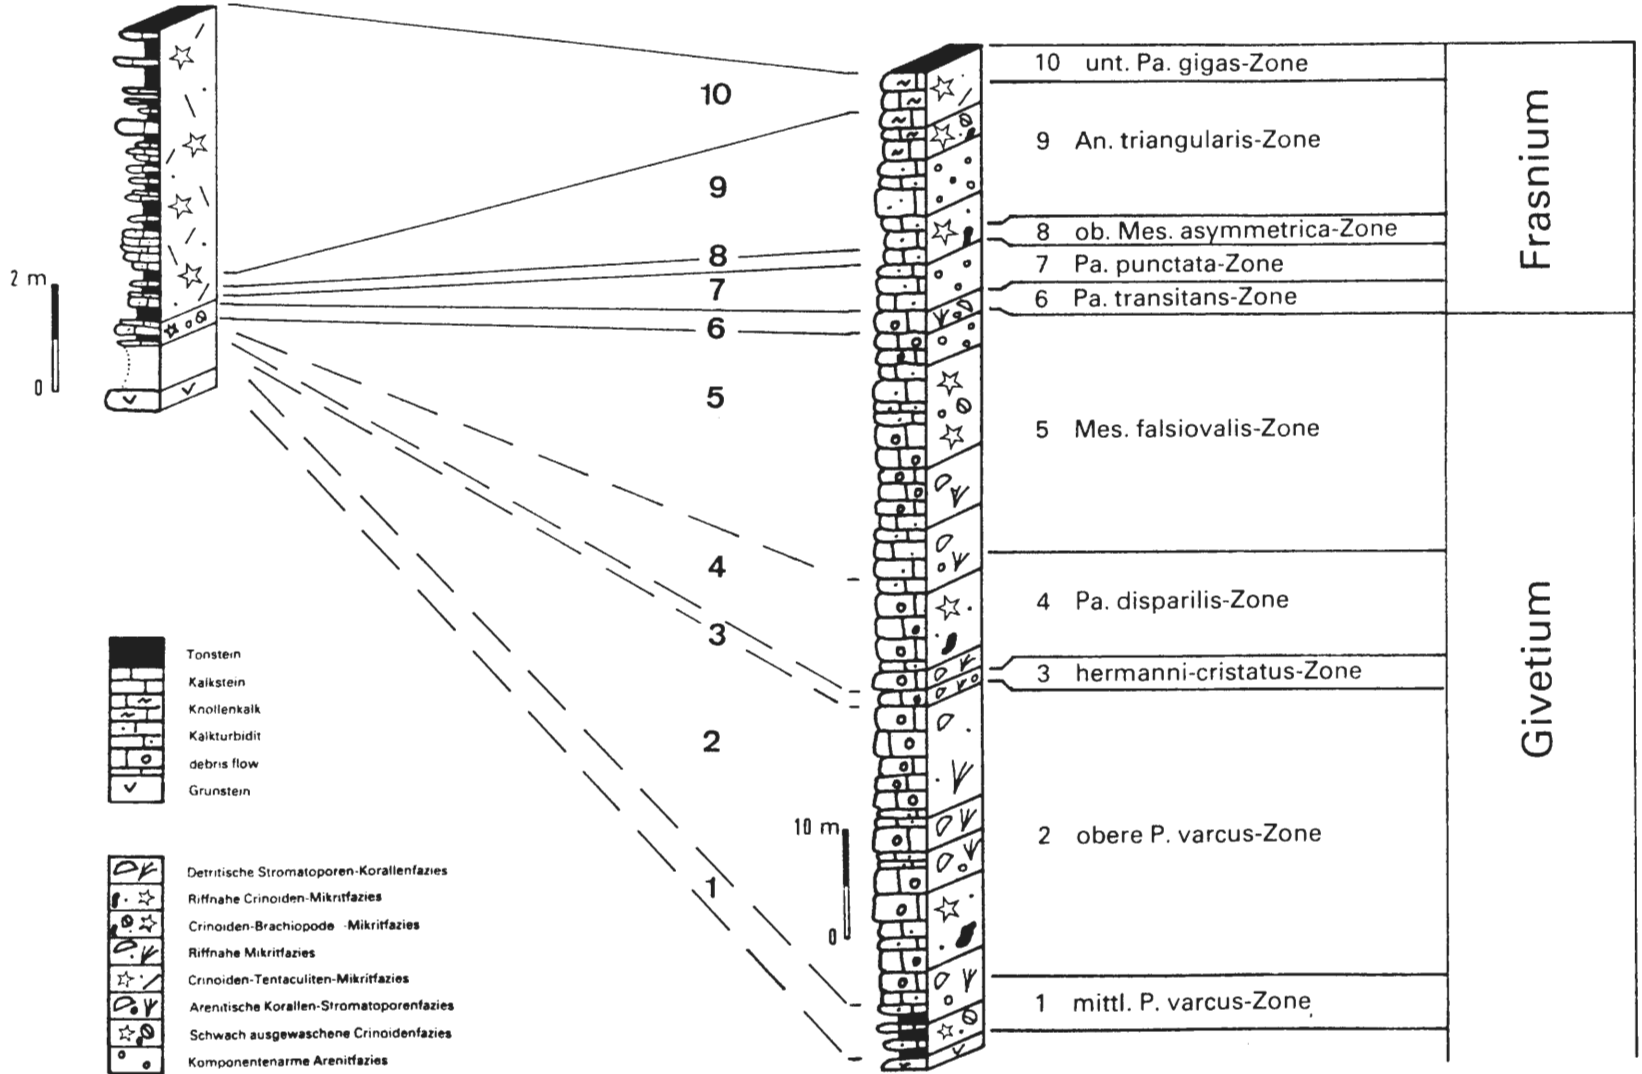 10 unt. Pa. gigas-Zone
9 An. triangularis-Zone
8 ob. Mes. asymmetrica-Zone
7 Pa. punctata-Zone
6 Pa. transitans-Zone
5 Mes. falsiovalis-Zone
4 Pa. disparilis-Zone
3 hermanni-cristatus-Zone
2 obere P. varcus-Zone
1 mittl. P. varcus-Zone
Frasnium
Givetium
10
9
8
7
6
5
4
3
2
1
2 m
0
10 m
0
Tonstein
Kalkstein
Knollenkalk
Kalkturbidit
debris flow
Grunstein
Detritische Stromatoporen-Korallenfazies
Riffnahe Crinoiden-Mikritfazies
Crinoiden-Brachiopode -Mikritfazies
Riffnahe Mikritfazies
Crinoiden-Tentaculiten-Mikritfazies
Arenitische Korallen-Stromatoporenfazies
Schwach ausgewaschene Crinoidenfazies
Komponentenarme Arenitfazies